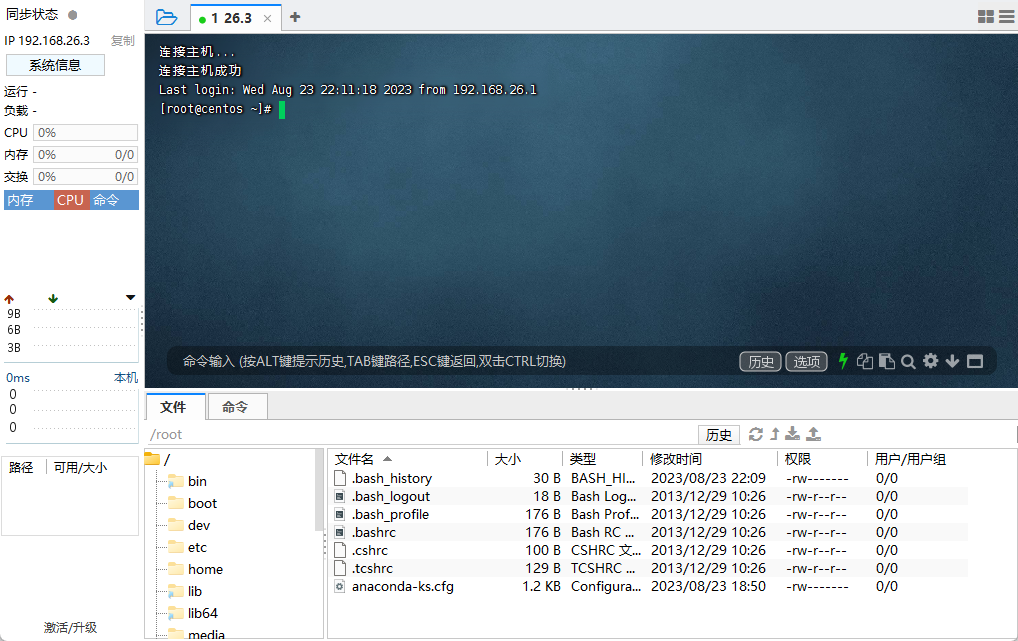 同步状态
1 26.3
IP 192.168.26.3 复制
系统信息
运行 -
负载 -
CPU 0%
内存 0% 0/0
交换 0% 0/0
内存 CPU 命令
9B
6B
3B
0ms 本机
0
0
0
路径 可用/大小
激活/升级
连接主机...
连接主机成功
Last login: Wed Aug 23 22:11:18 2023 from 192.168.26.1
[root@centos ~]#
命令输入 (按ALT键提示历史,TAB键路径,ESC键返回,双击CTRL切换) 历史 选项
文件 命令
/root 历史
/
bin
boot
dev
etc
home
lib
lib64
media
文件名 大小 类型 修改时间 权限 用户/用户组
.bash_history 30 B BASH_HI... 2023/08/23 22:09 -rw------- 0/0
.bash_logout 18 B Bash Log... 2013/12/29 10:26 -rw-r--r-- 0/0
.bash_profile 176 B Bash Prof... 2013/12/29 10:26 -rw-r--r-- 0/0
.bashrc 176 B Bash RC ... 2013/12/29 10:26 -rw-r--r-- 0/0
.cshrc 100 B CSHRC 文... 2013/12/29 10:26 -rw-r--r-- 0/0
.tcshrc 129 B TCSHRC ... 2013/12/29 10:26 -rw-r--r-- 0/0
anaconda-ks.cfg 1.2 KB Configura... 2023/08/23 18:50 -rw------- 0/0